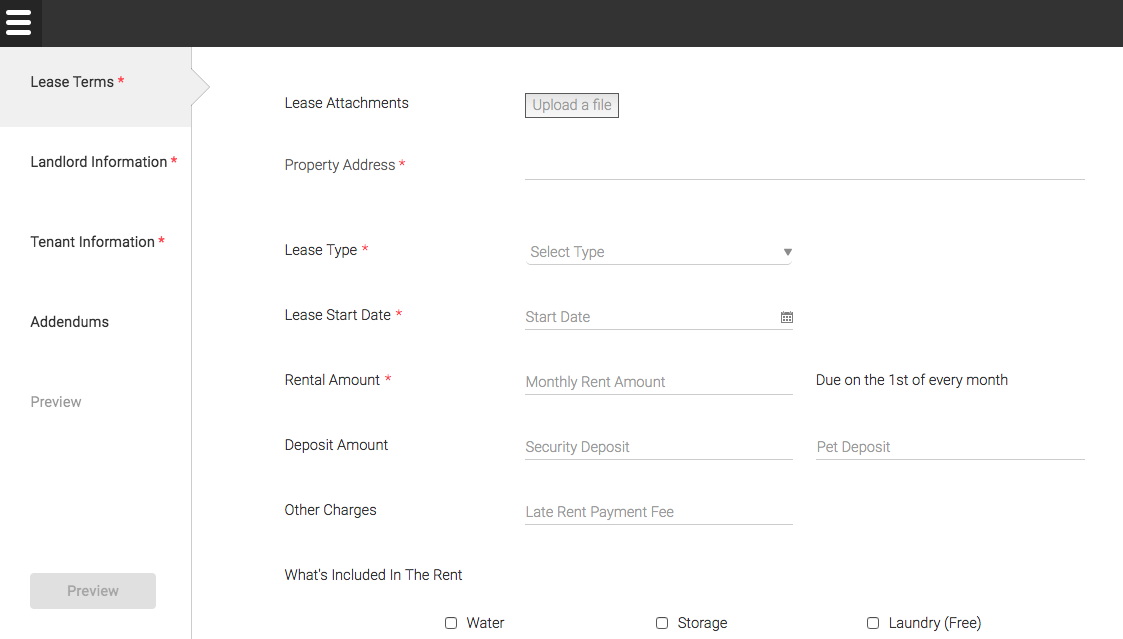 Lease Terms *
Landlord Information *
Tenant Information *
Addendums
Preview
Preview
Lease Attachments Upload a file
Property Address *
Lease Type * Select Type
Lease Start Date * Start Date
Rental Amount * Monthly Rent Amount Due on the 1st of every month
Deposit Amount Security Deposit Pet Deposit
Other Charges Late Rent Payment Fee
What's Included In The Rent
Water Storage Laundry (Free)